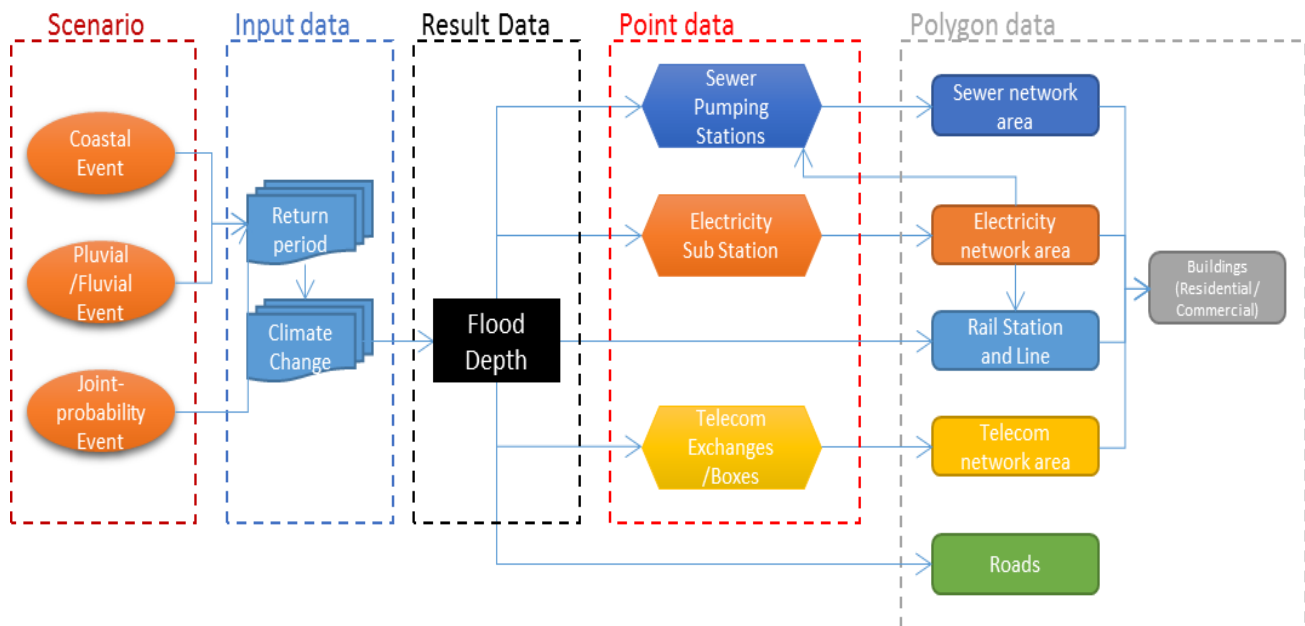 Scenario
Input data
Result Data
Point data
Polygon data
Coastal
Event
Pluvial
/Fluvial
Event
Joint-
probability
Event
Return
period
Climate
Change
Flood
Depth
Sewer
Pumping
Stations
Electricity
Sub Station
Telecom
Exchanges
/Boxes
Sewer network
area
Electricity
network area
Rail Station
and Line
Telecom
network area
Roads
Buildings
(Residential/
Commercial)